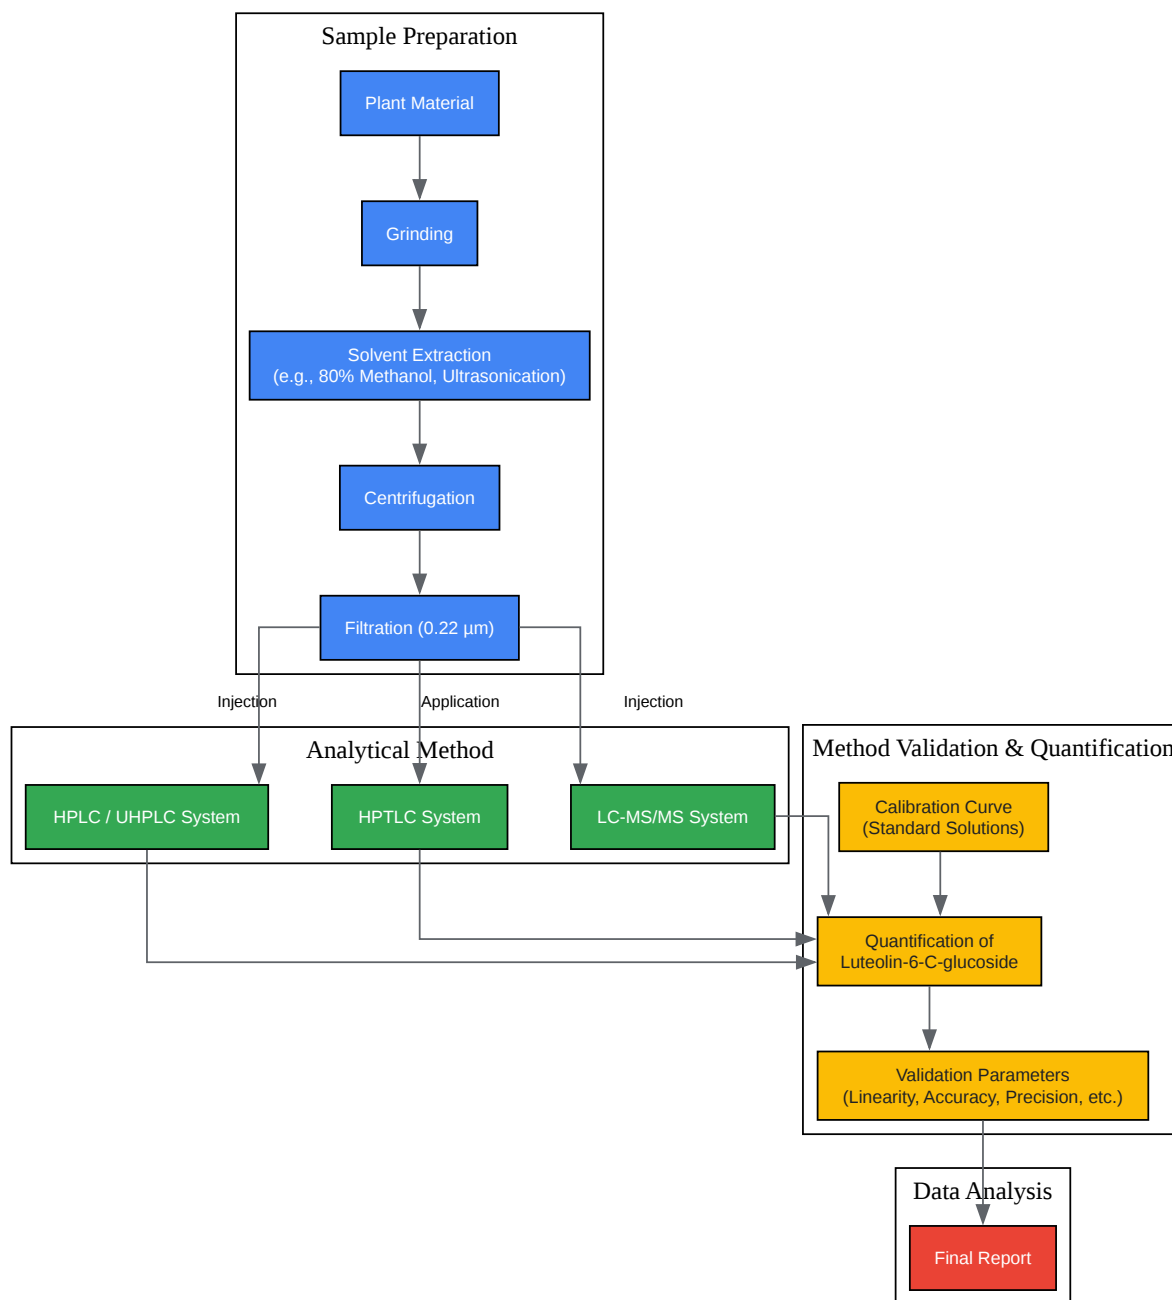 Sample Preparation
Plant Material
Grinding
Solvent Extraction
(e.g., 80% Methanol, Ultrasonication)
Centrifugation
Filtration (0.22 µm)
Injection
Application
Injection
Analytical Method
HPLC / UHPLC System
HPTLC System
LC-MS/MS System
Method Validation & Quantification
Calibration Curve
(Standard Solutions)
Quantification of
Luteolin-6-C-glucoside
Validation Parameters
(Linearity, Accuracy, Precision, etc.)
Data Analysis
Final Report